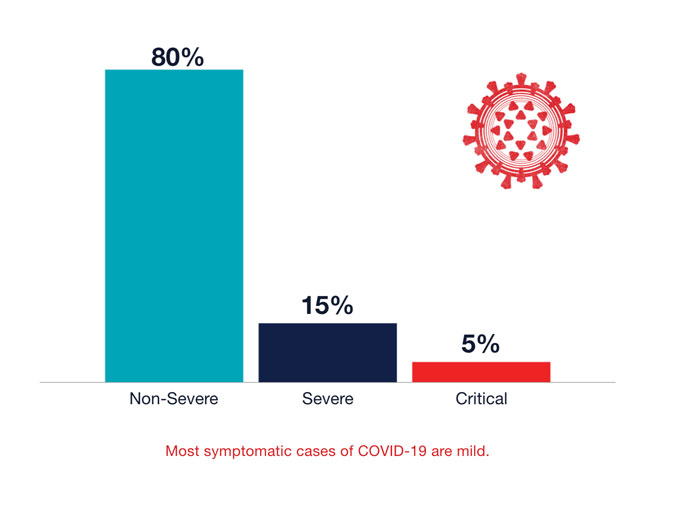 80%
15%
5%
Non-Severe
Severe
Critical
Most symptomatic cases of COVID-19 are mild.